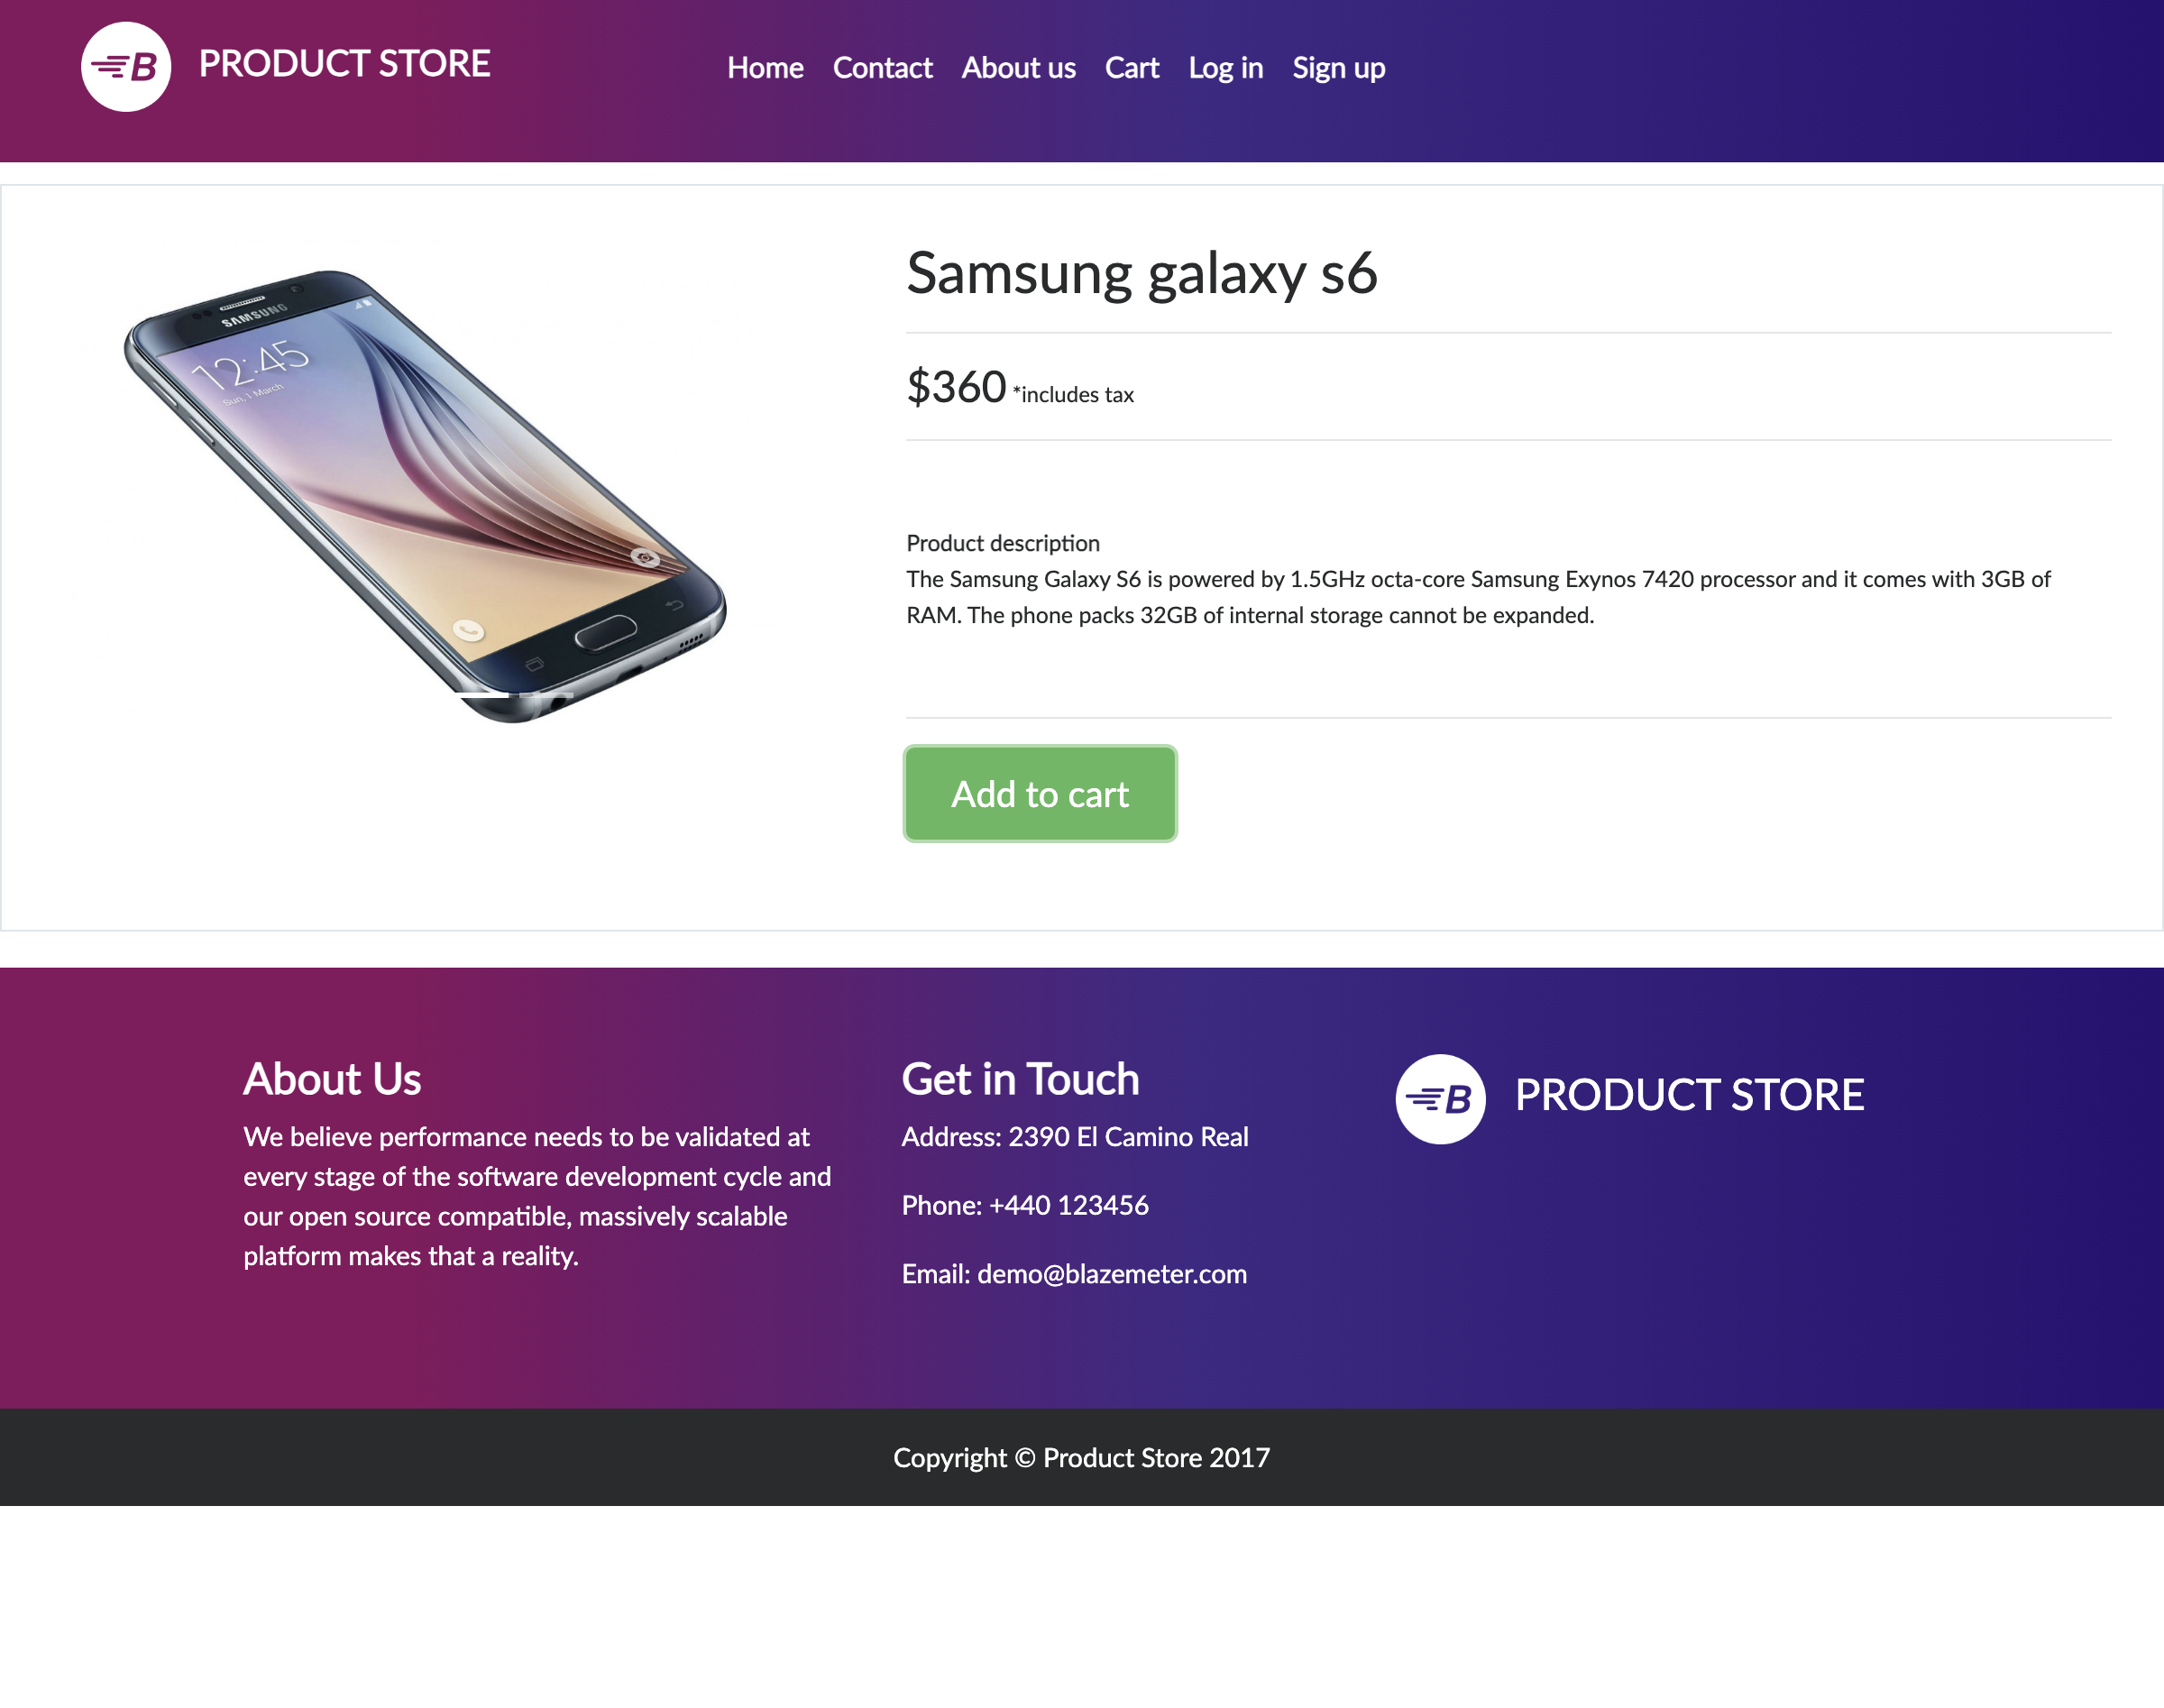 B PRODUCT STORE
Home Contact About us Cart Log in Sign up
SAMSUNG
12:45
Sun, 1 March
Samsung galaxy s6
$360 *includes tax
Product description
The Samsung Galaxy S6 is powered by 1.5GHz octa-core Samsung Exynos 7420 processor and it comes with 3GB of
RAM. The phone packs 32GB of internal storage cannot be expanded.
Add to cart
About Us
We believe performance needs to be validated at
every stage of the software development cycle and
our open source compatible, massively scalable
platform makes that a reality.
Get in Touch
Address: 2390 El Camino Real
Phone: +440 123456
Email: demo@blazemeter.com
B PRODUCT STORE
Copyright © Product Store 2017